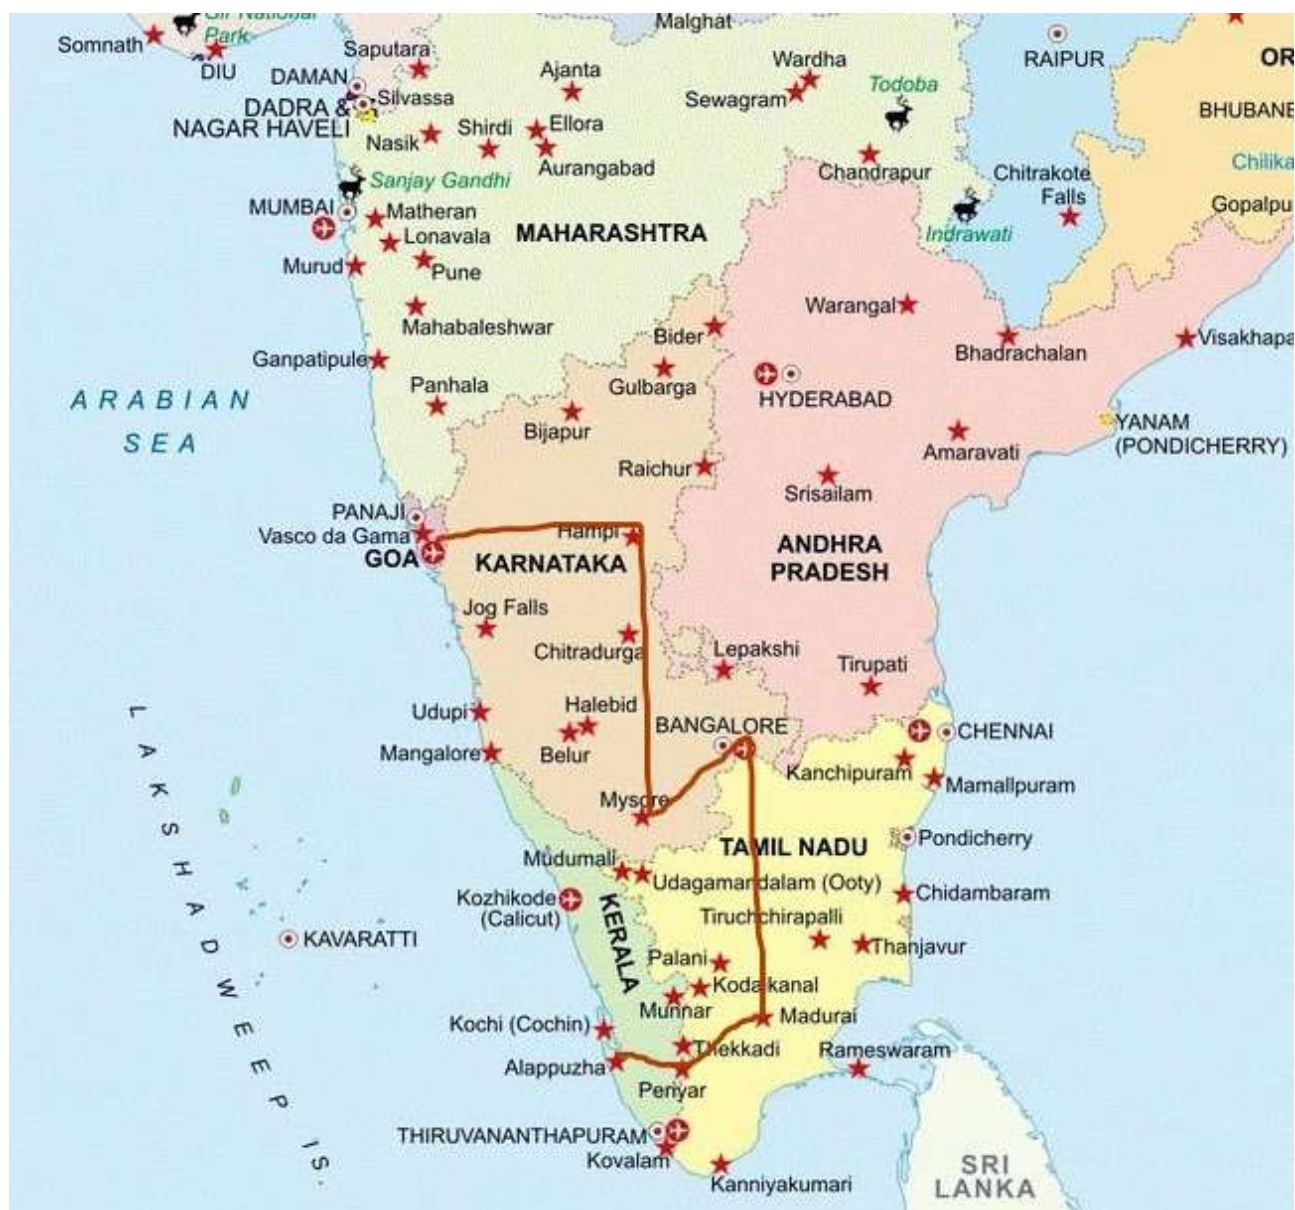 Gir National
Park
Malghat
Somnath
DIU
Saputara
DAMAN
Silvassa
DADRA &
NAGAR HAVELI
Ajanta
Wardha
Sewagram
Todoba
RAIPUR
OR
BHUBANE
Nasik
Shirdi
Ellora
Aurangabad
Chandrapur
Chitrakote
Falls
Chilika
Gopalpu
Sanjay Gandhi
MUMBAI
Matheran
Lonavala
MAHARASHTRA
Indrawati
Murud
Pune
Mahabaleshwar
Warangal
Bider
Bhadrachalan
Visakhapa
Ganpatipule
Panhala
Gulbarga
HYDERABAD
ARABIAN
SEA
Bijapur
YANAM
(PONDICHERRY)
Amaravati
Raichur
Srisailam
PANAJI
Vasco da Gama
GOA
Hampi
KARNATAKA
ANDHRA
PRADESH
Jog Falls
Chitradurga
Lepakshi
Tirupati
Udupi
Halebid
Belur
BANGALORE
CHENNAI
Mangalore
Kanchipuram
Mamallpuram
Mysore
LAKSHADWEEP IS.
TAMIL NADU
Pondicherry
Mudumali
Udagamandalam (Ooty)
Chidambaram
Kozhikode
(Calicut)
KERALA
Tiruchchirapalli
KAVARATTI
Thanjavur
Palani
Kodaikanal
Munnar
Madurai
Kochi (Cochin)
Thekkadi
Rameswaram
Alappuzha
Periyar
THIRUVANANTHAPURAM
Kovalam
Kanniyakumari
SRI
LANKA